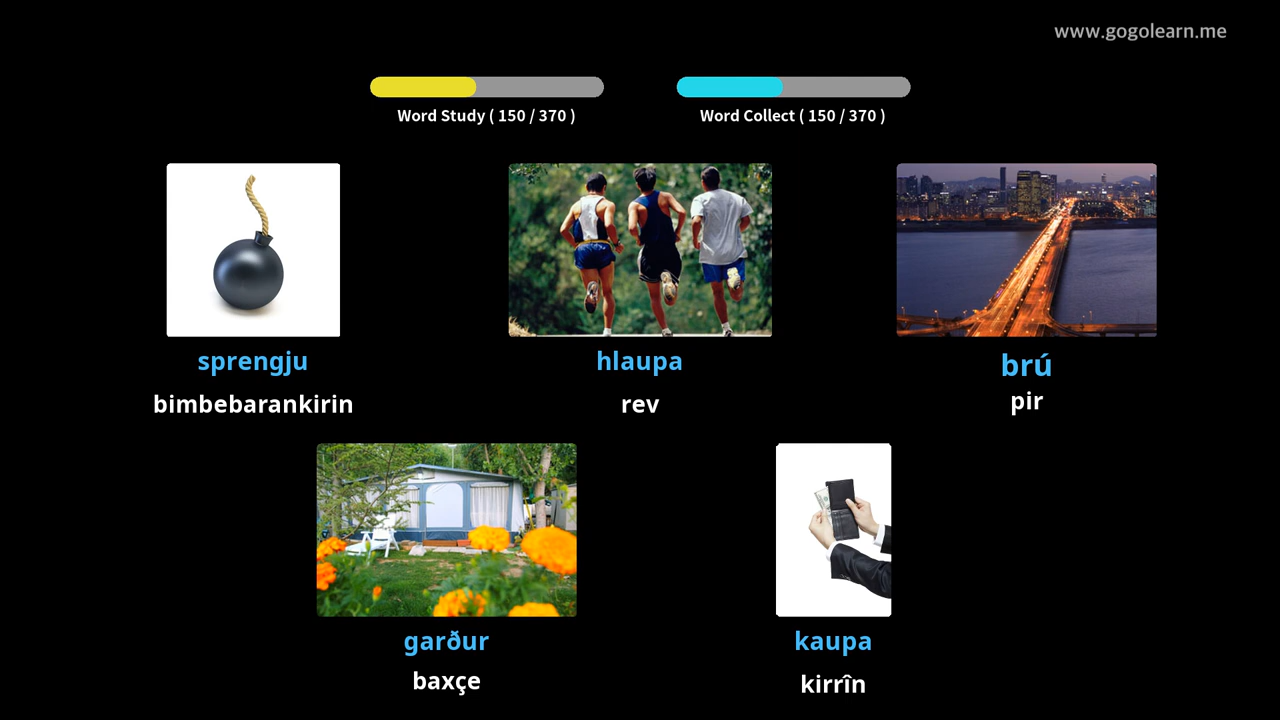 www.gogolearn.me
Word Study ( 150 / 370 )
Word Collect ( 150 / 370 )
sprengju
bimbebarankirin
hlaupa
rev
brú
pir
garður
baxçe
kaupa
kirrîn